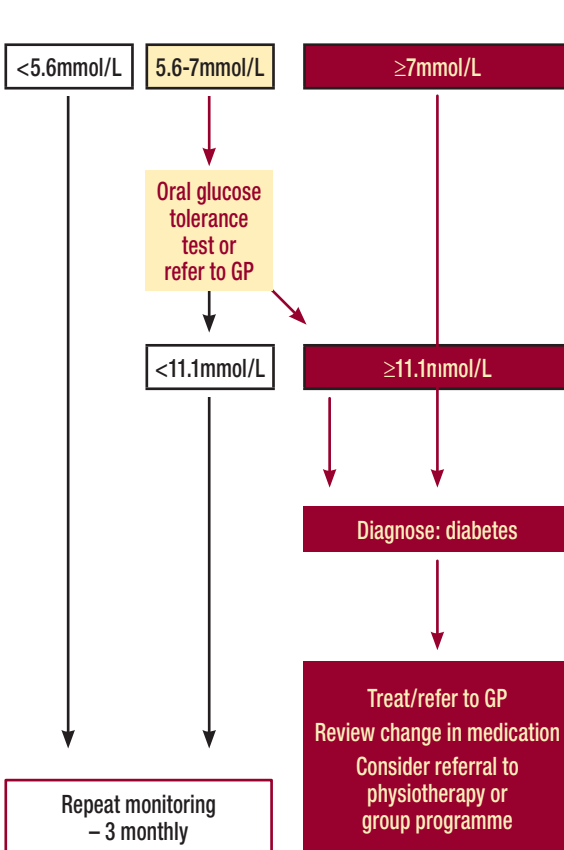 <5.6mmol/L
5.6-7mmol/L
≥7mmol/L
Oral glucose
tolerance
test or
refer to GP
<11.1mmol/L
≥11.1mmol/L
Diagnose: diabetes
Treat/refer to GP
Review change in medication
Consider referral to
physiotherapy or
group programme
Repeat monitoring
– 3 monthly